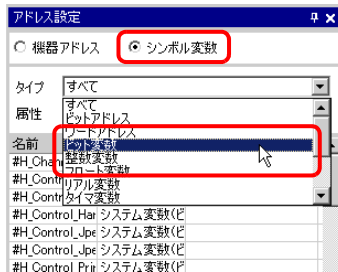 アドレス設定
機器アドレス シンボル変数
タイプ すべて
属性 すべて
ビットアドレス
ワードアドレス
名前 ビット変数
#H_Chan 整数変数
フロート変数
#H_Contr リアル変数
#H_Contr タイマ変数
#H_Control_Har システム変数(ビ
#H_Control_Jpe システム変数(ビ
#H_Control_Jpe システム変数(ビ
#H_Control_Prin システム変数(ビ